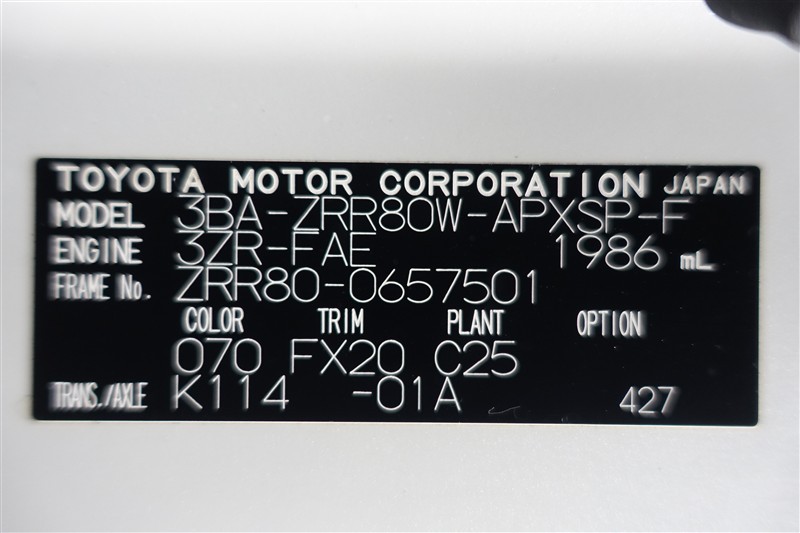 TOYOTA MOTOR CORPORATION JAPAN
MODEL 3BA-ZRR80W-APXSP-F
ENGINE 3ZR-FAE 1986 mL
FRAME No. ZRR80-0657501
COLOR TRIM PLANT OPTION
070 FX20 C25
TRANS./AXLE K114 -01A 427